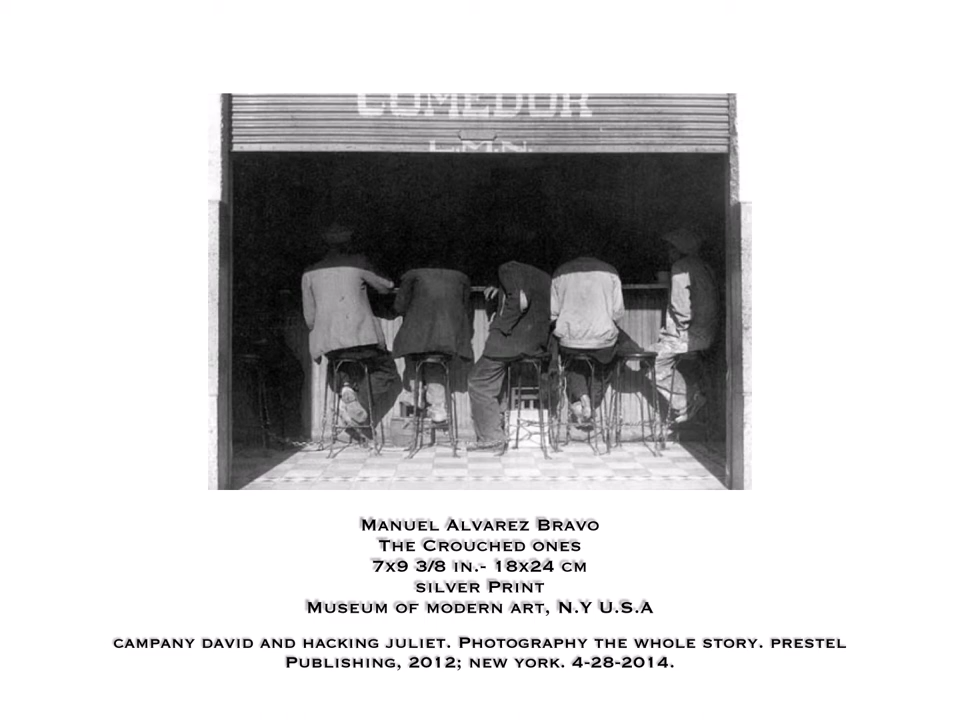 COMEDOR
L.M.N.
Manuel Alvarez Bravo
The Crouched ones
7x9 3/8 in.- 18x24 cm
silver Print
Museum of modern art, N.Y U.S.A
campany david and hacking juliet. Photography the whole story. prestel
Publishing, 2012; new york. 4-28-2014.